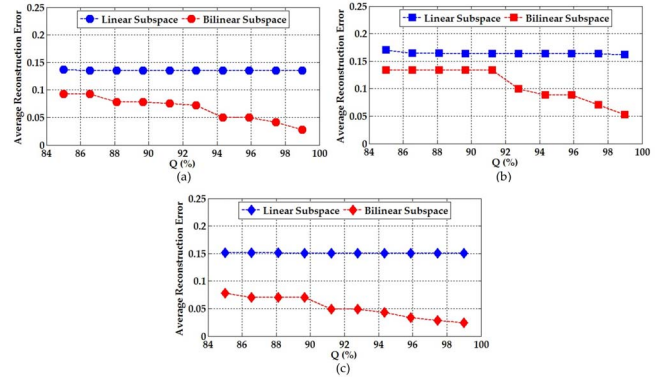 Average Reconstruction Error
0.25
0.2
0.15
0.1
0.05
0
Linear Subspace
Bilinear Subspace
84 86 88 90 92 94 96 98 100
Q (%)
(a)
Average Reconstruction Error
0.25
0.2
0.15
0.1
0.05
0
Linear Subspace
Bilinear Subspace
84 86 88 90 92 94 96 98 100
Q (%)
(b)
Average Reconstruction Error
0.25
0.2
0.15
0.1
0.05
0
Linear Subspace
Bilinear Subspace
84 86 88 90 92 94 96 98 100
Q (%)
(c)